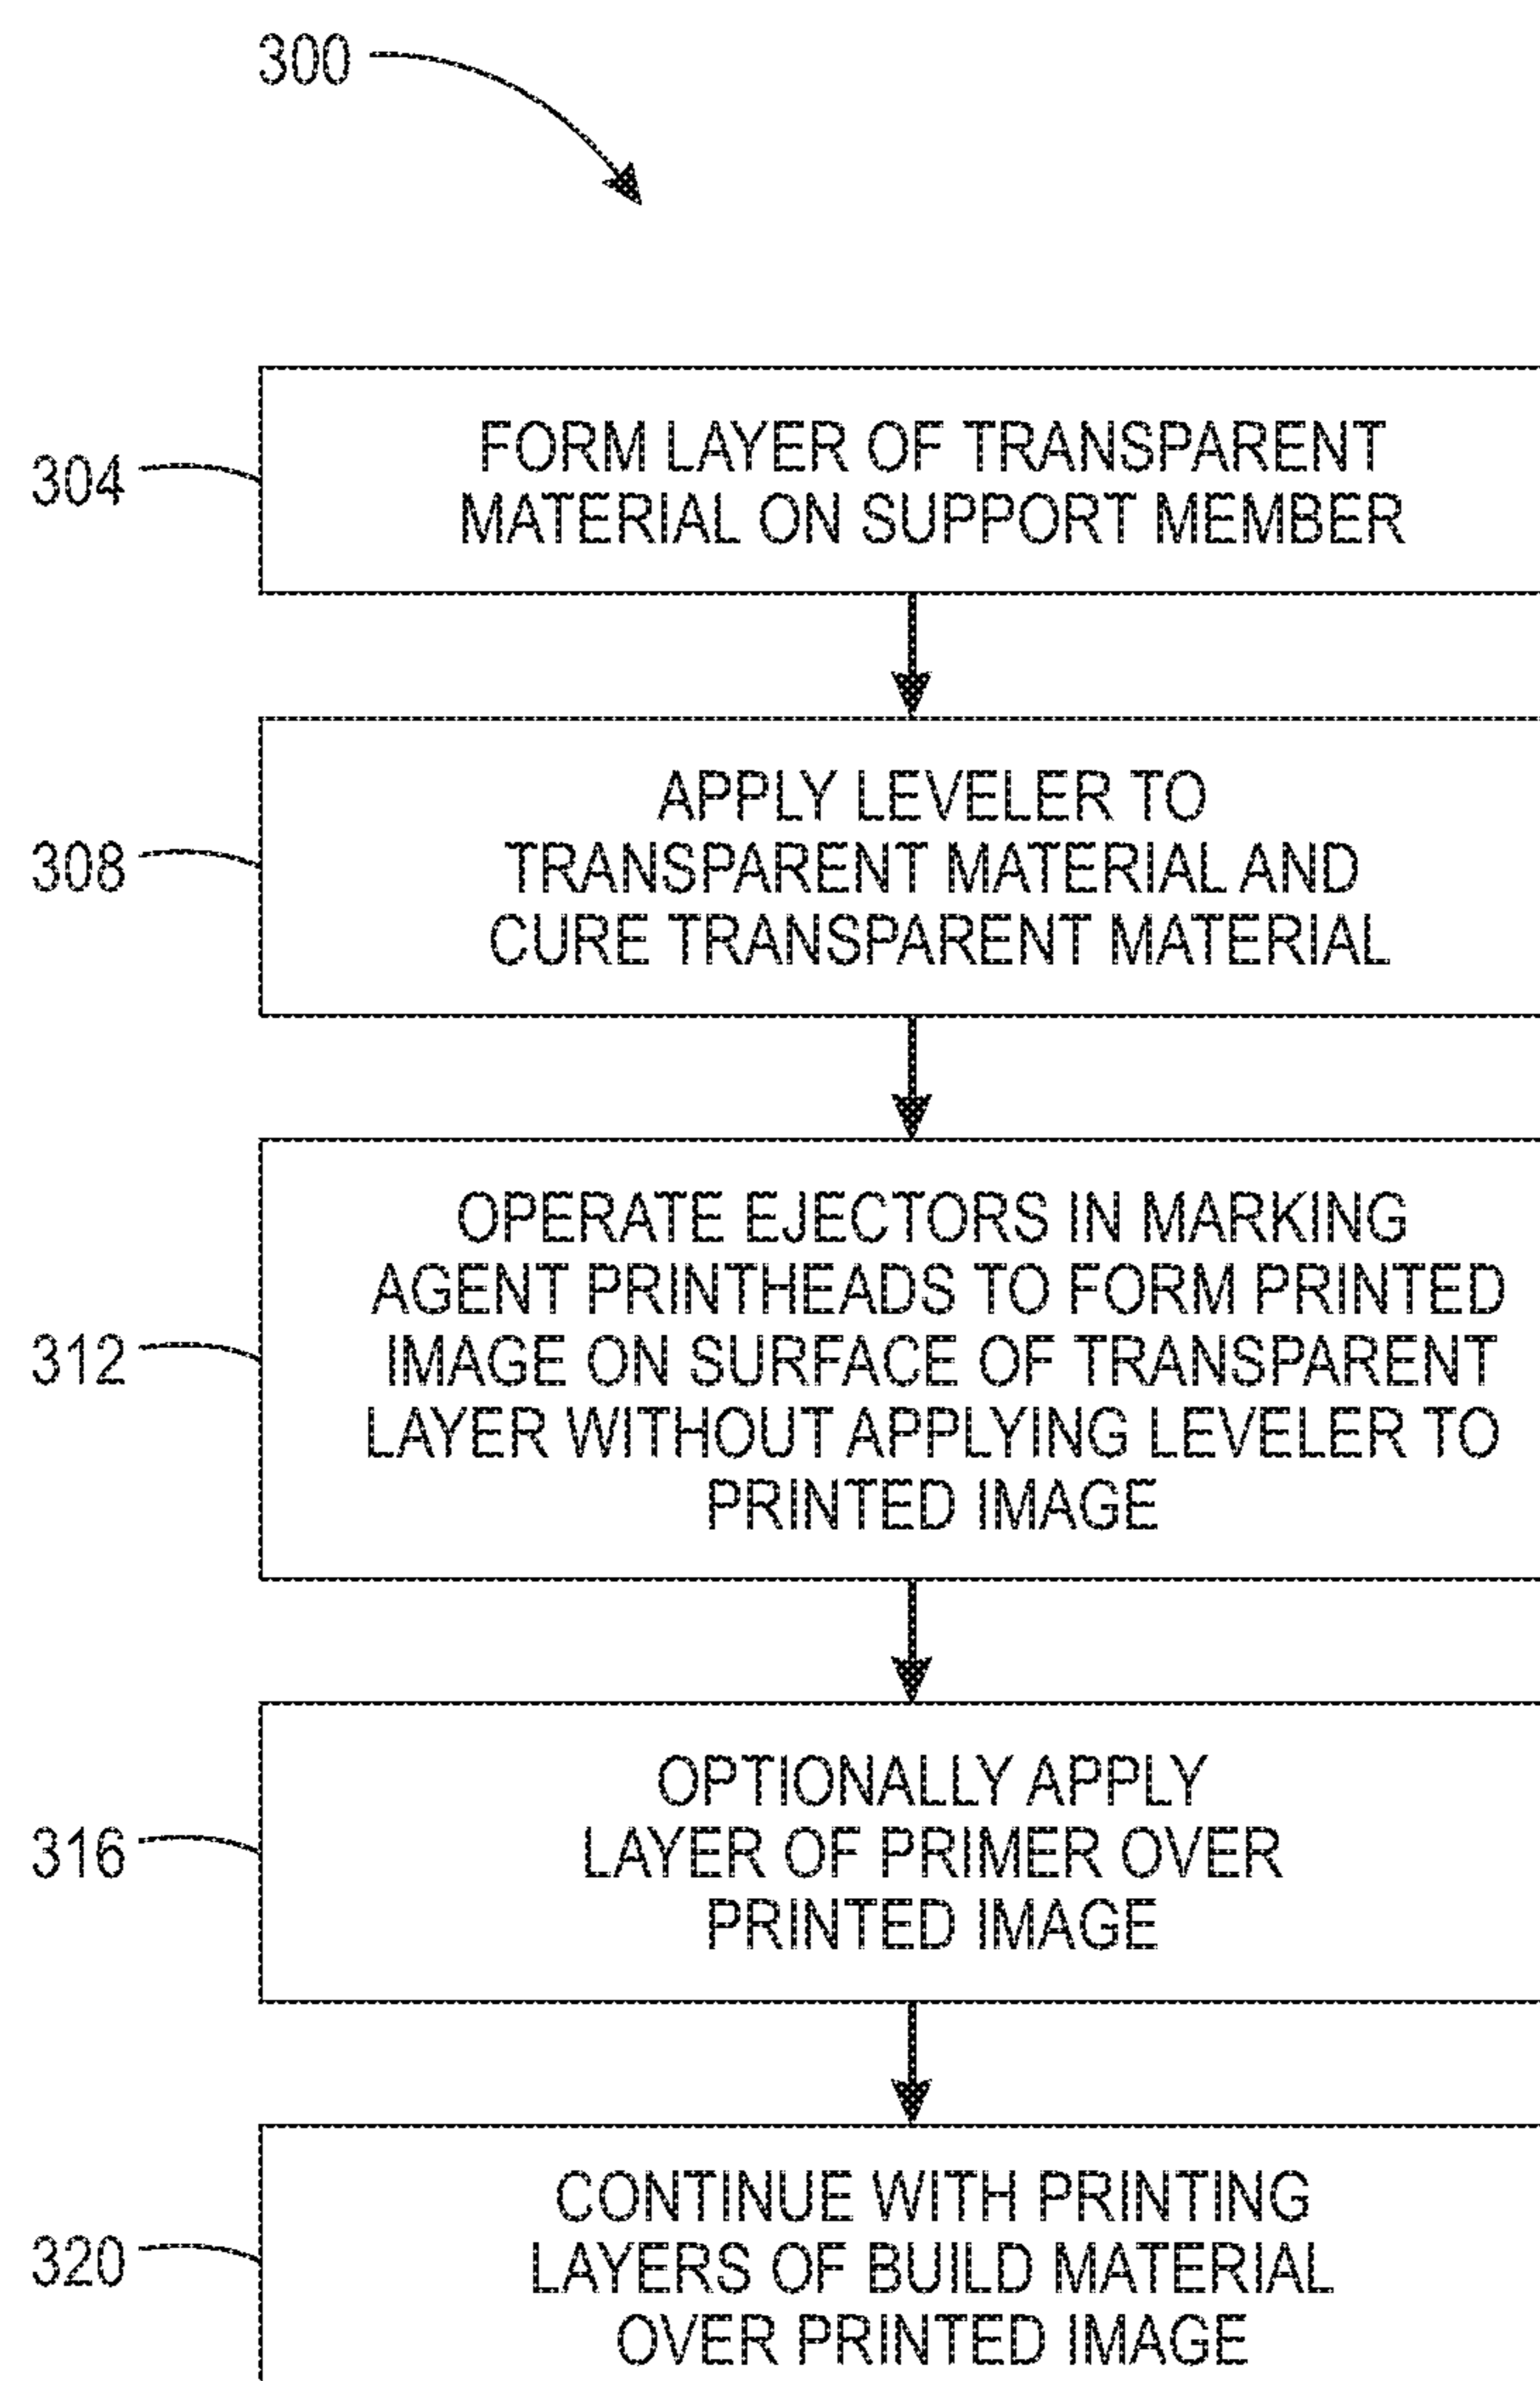 300
304
FORM LAYER OF TRANSPARENT
MATERIAL ON SUPPORT MEMBER
308
APPLY LEVELER TO
TRANSPARENT MATERIAL AND
CURE TRANSPARENT MATERIAL
312
OPERATE EJECTORS IN MARKING
AGENT PRINTHEADS TO FORM PRINTED
IMAGE ON SURFACE OF TRANSPARENT
LAYER WITHOUT APPLYING LEVELER TO
PRINTED IMAGE
316
OPTIONALLY APPLY
LAYER OF PRIMER OVER
PRINTED IMAGE
320
CONTINUE WITH PRINTING
LAYERS OF BUILD MATERIAL
OVER PRINTED IMAGE